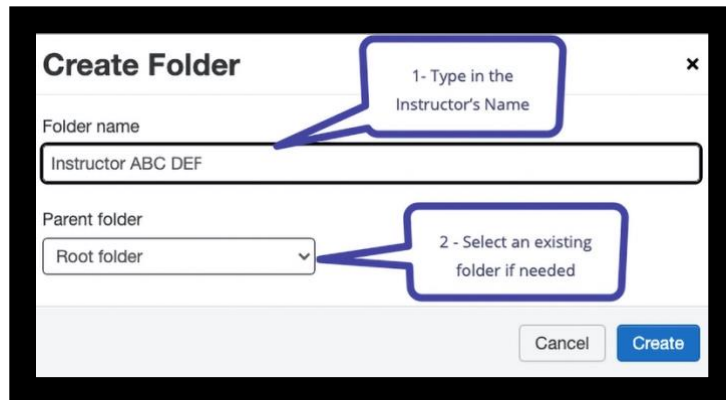 Create Folder
×
1- Type in the
Instructor's Name
Folder name
Instructor ABC DEF
Parent folder
Root folder
2 - Select an existing
folder if needed
Cancel
Create